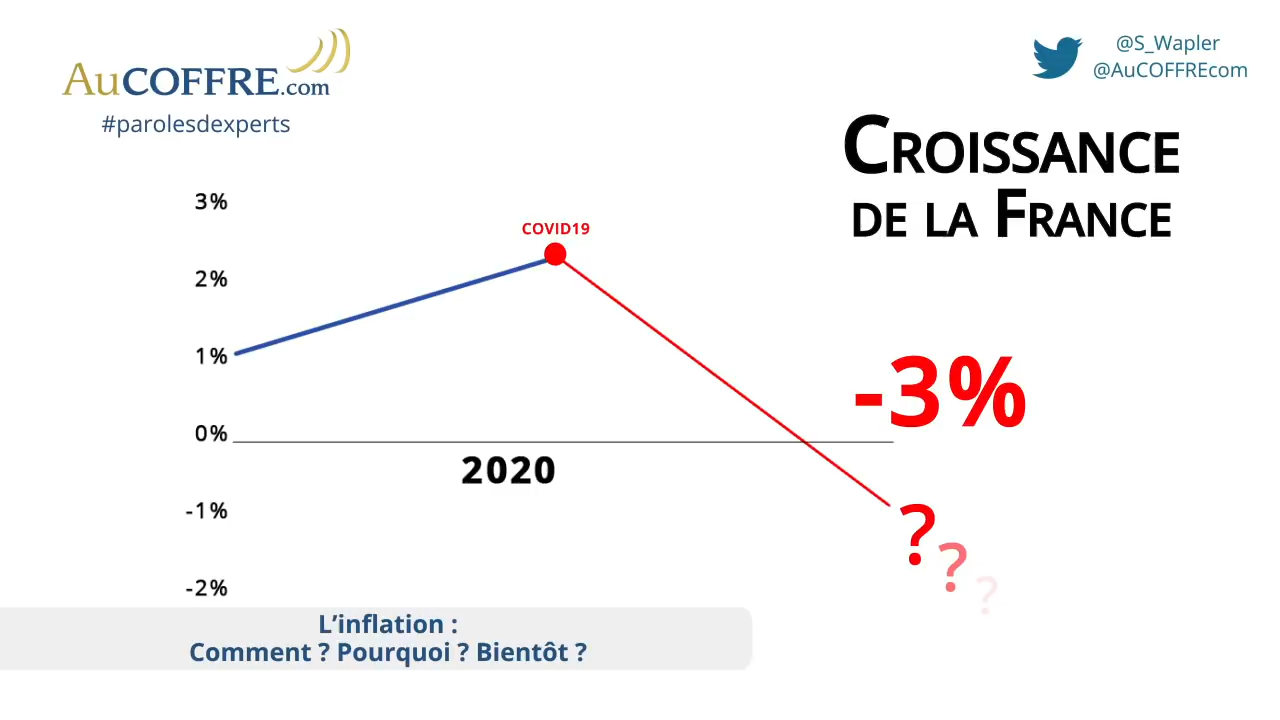 AuCOFFRE.com
#parolesdexperts
@S_Wapler
@AuCOFFREcom
CROISSANCE
DE LA FRANCE
3%
2%
1%
0%
-1%
-2%
COVID19
2020
-3%
?
?
?
L’inflation :
Comment ? Pourquoi ? Bientôt ?